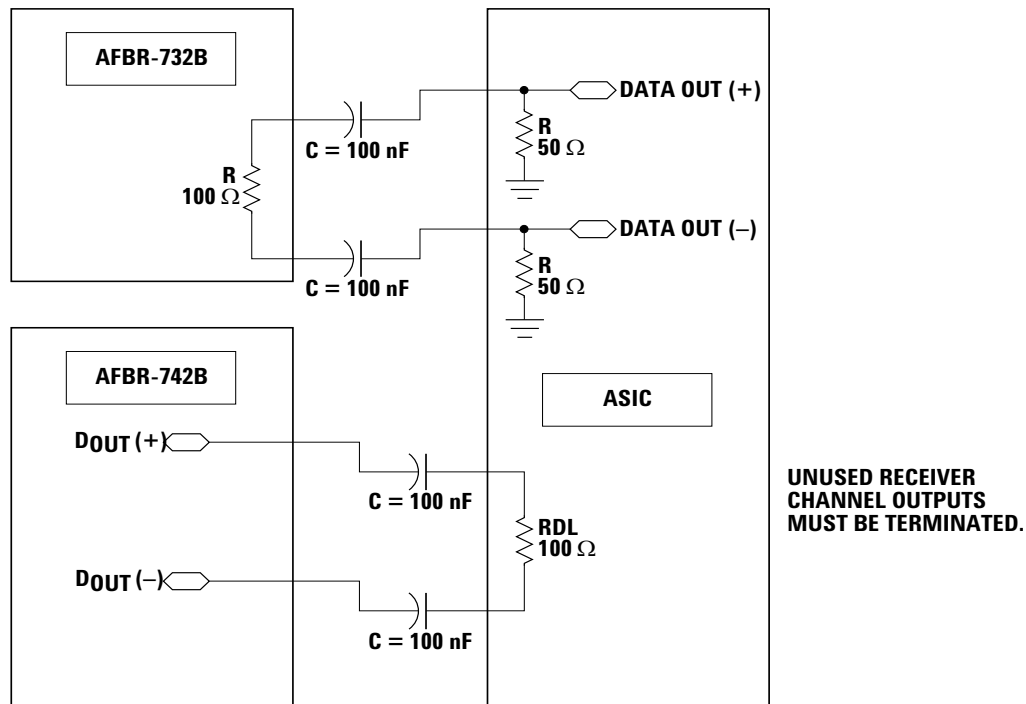 AFBR-732B
DATA OUT (+)
R
50 Ω
C = 100 nF
R
100 Ω
DATA OUT (–)
R
50 Ω
C = 100 nF
AFBR-742B
ASIC
DOUT (+)
C = 100 nF
UNUSED RECEIVER
CHANNEL OUTPUTS
MUST BE TERMINATED.
RDL
100 Ω
DOUT (–)
C = 100 nF